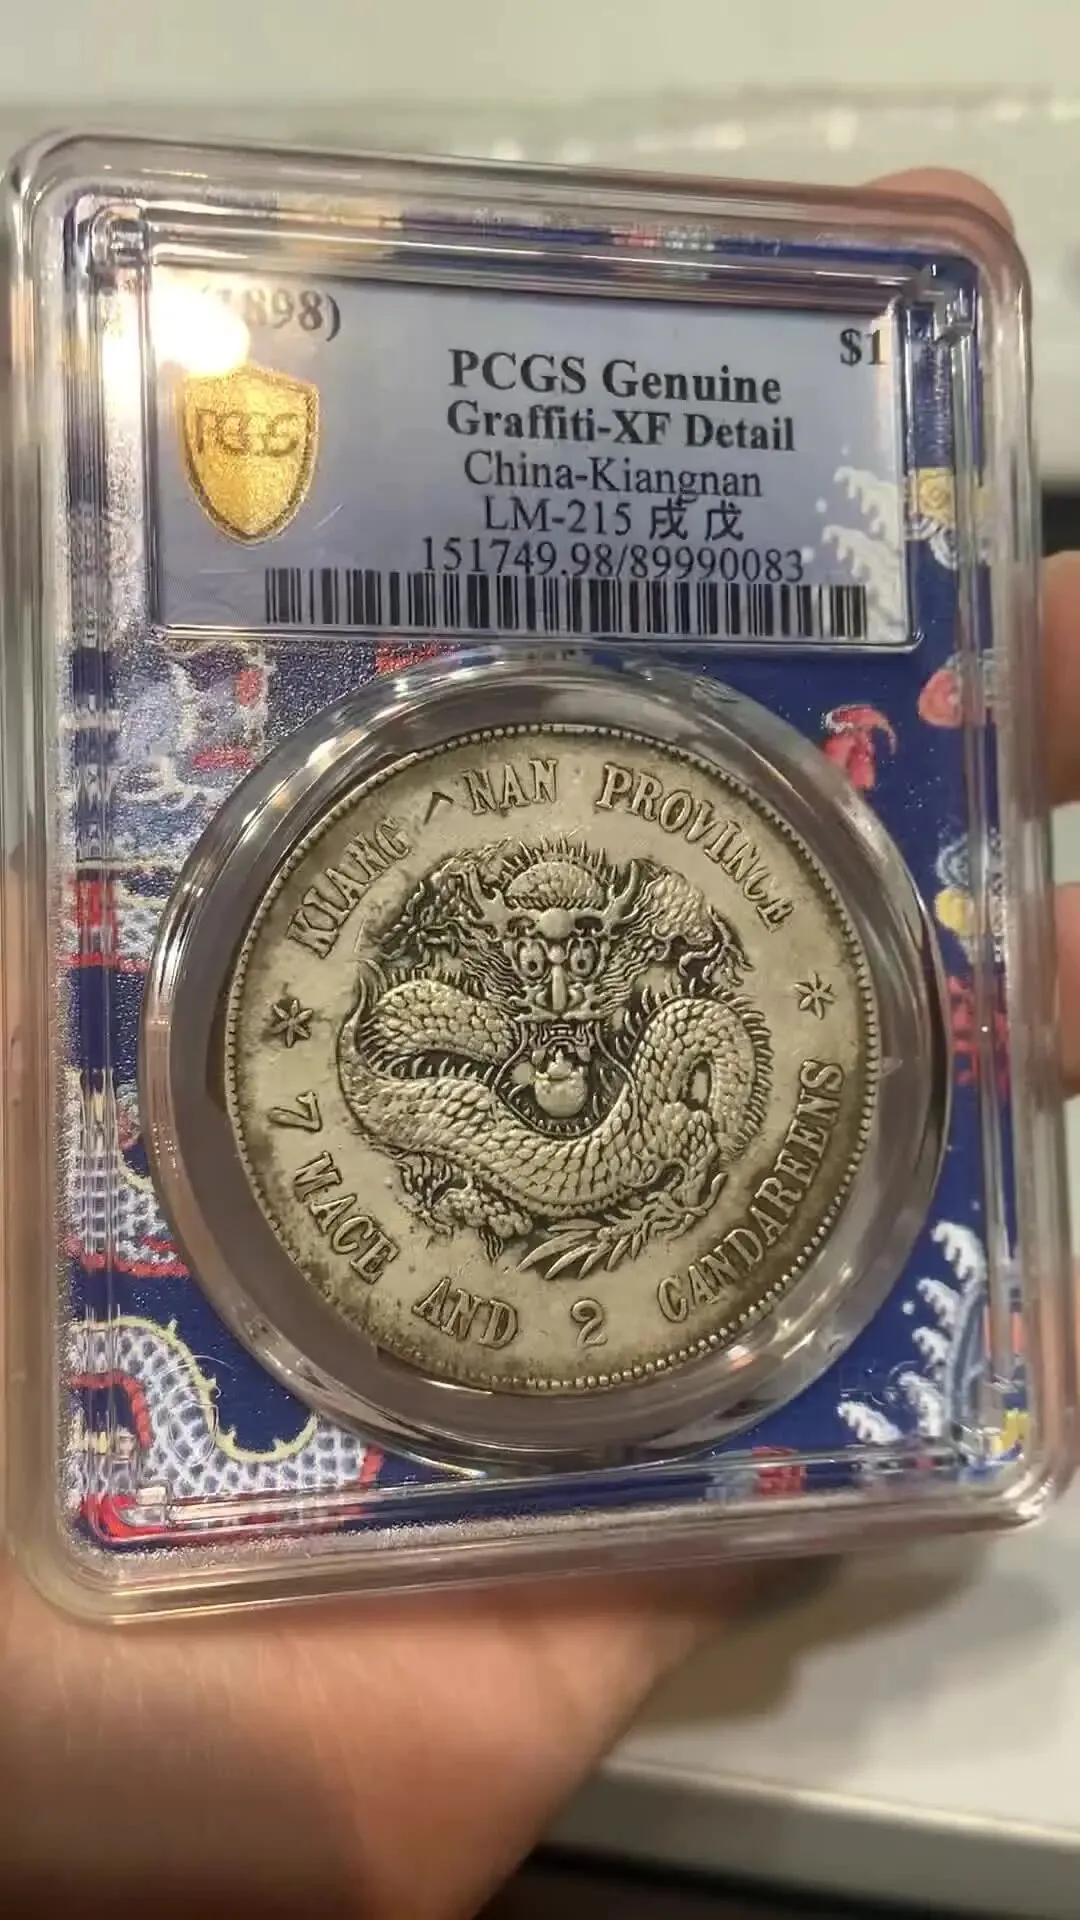 (1898)
$1
PCGS
PCGS Genuine
Graffiti-XF Detail
China-Kiangnan
LM-215 戌 戊
151749.98/89990083
KIANG NAN PROVINCE
7 MACE AND 2 CANDAREENS